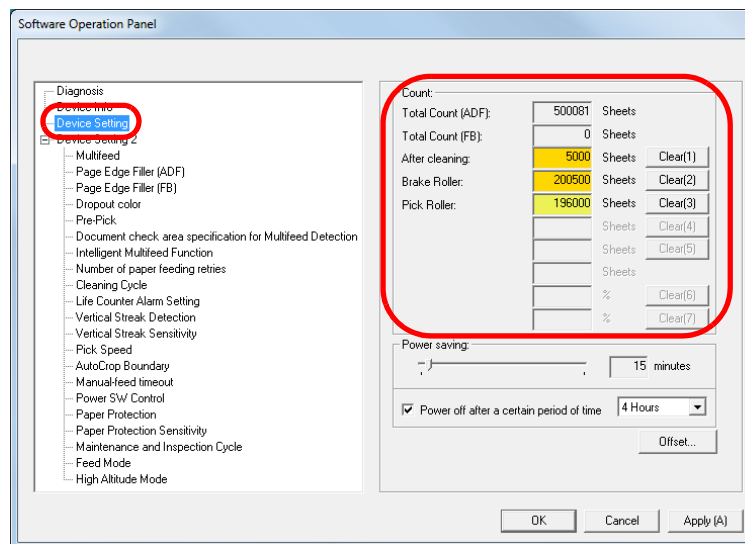 Software Operation Panel
Diagnosis
Device Info
Device Setting
Device Setting 2
Multifeed
Page Edge Filler (ADF)
Page Edge Filler (FB)
Dropout color
Pre-Pick
Document check area specification for Multifeed Detection
Intelligent Multifeed Function
Number of paper feeding retries
Cleaning Cycle
Life Counter Alarm Setting
Vertical Streak Detection
Vertical Streak Sensitivity
Pick Speed
AutoCrop Boundary
Manual-feed timeout
Power SW Control
Paper Protection
Paper Protection Sensitivity
Maintenance and Inspection Cycle
Feed Mode
High Altitude Mode
Count:
Total Count (ADF): 500081 Sheets
Total Count (FB): 0 Sheets
After cleaning: 5000 Sheets Clear(1)
Brake Roller: 200500 Sheets Clear(2)
Pick Roller: 196000 Sheets Clear(3)
Sheets Clear(4)
Sheets Clear(5)
Sheets
% Clear(6)
% Clear(7)
Power saving:
15 minutes
Power off after a certain period of time 4 Hours
Offset...
OK Cancel Apply (A)